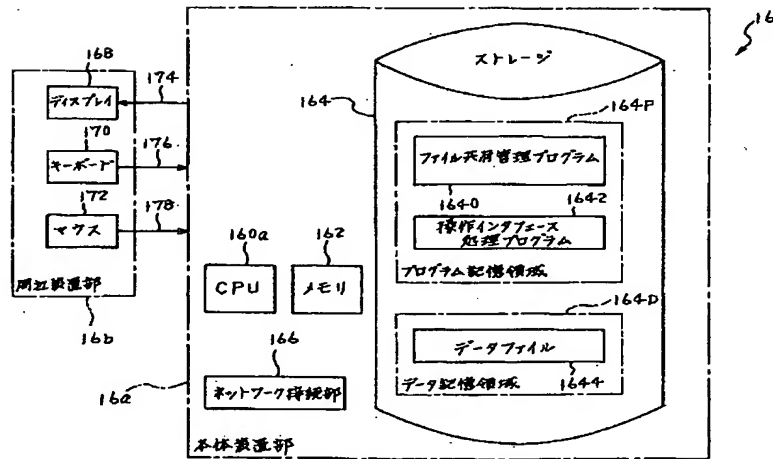 16
168
ディスプレイ
174
170
キーボード
176
172
マウス
178
周辺装置部
16b
ストレージ
164
164P
ファイル共有管理プログラム
1640
1642
操作インタフェース
処理プログラム
プログラム記憶領域
164D
データファイル
データ記憶領域
1644
160a
CPU
162
メモリ
166
ネットワーク接続部
16a
本体装置部